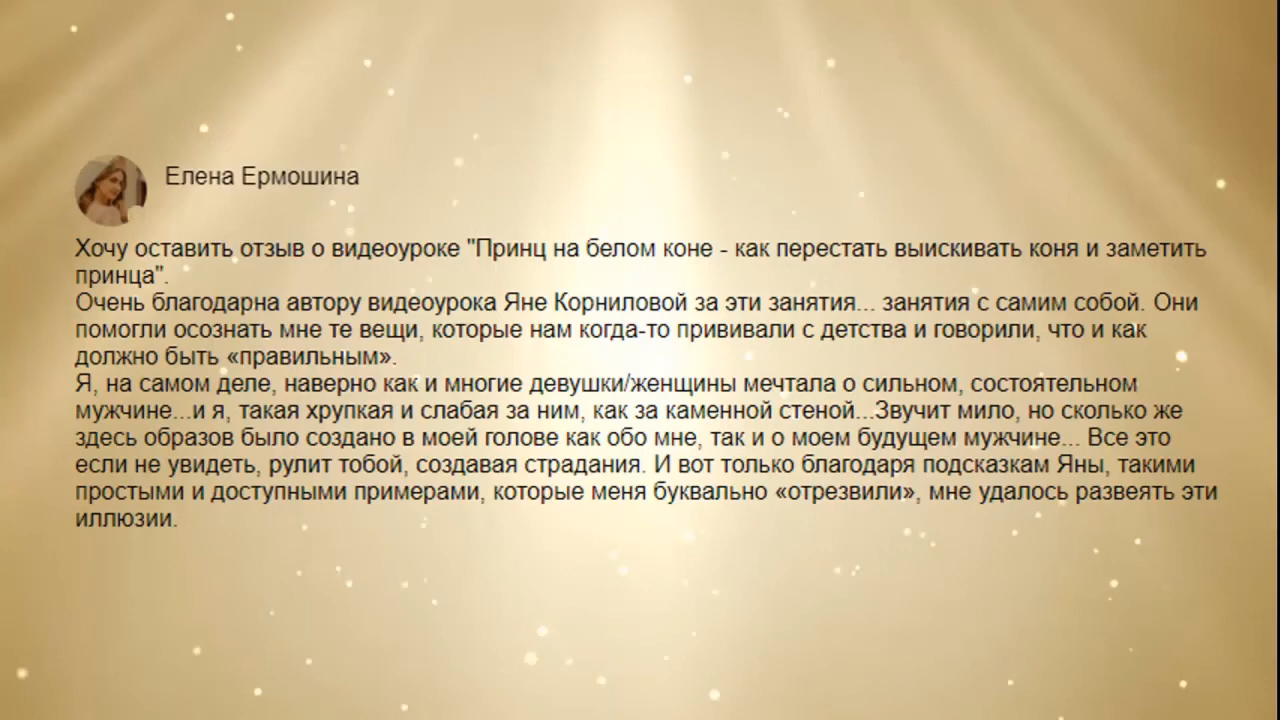 Елена Ермошина
Хочу оставить отзыв о видеоуроке "Принц на белом коне - как перестать выискивать коня и заметить
принца".
Очень благодарна автору видеоурока Яне Корниловой за эти занятия... занятия с самим собой. Они
помогли осознать мне те вещи, которые нам когда-то прививали с детства и говорили, что и как
должно быть «правильным».
Я, на самом деле, наверно как и многие девушки/женщины мечтала о сильном, состоятельном
мужчине...и я, такая хрупкая и слабая за ним, как за каменной стеной...Звучит мило, но сколько же
здесь образов было создано в моей голове как обо мне, так и о моем будущем мужчине... Все это
если не увидеть, рулит тобой, создавая страдания. И вот только благодаря подсказкам Яны, такими
простыми и доступными примерами, которые меня буквально «отрезвили», мне удалось развеять эти
иллюзии.